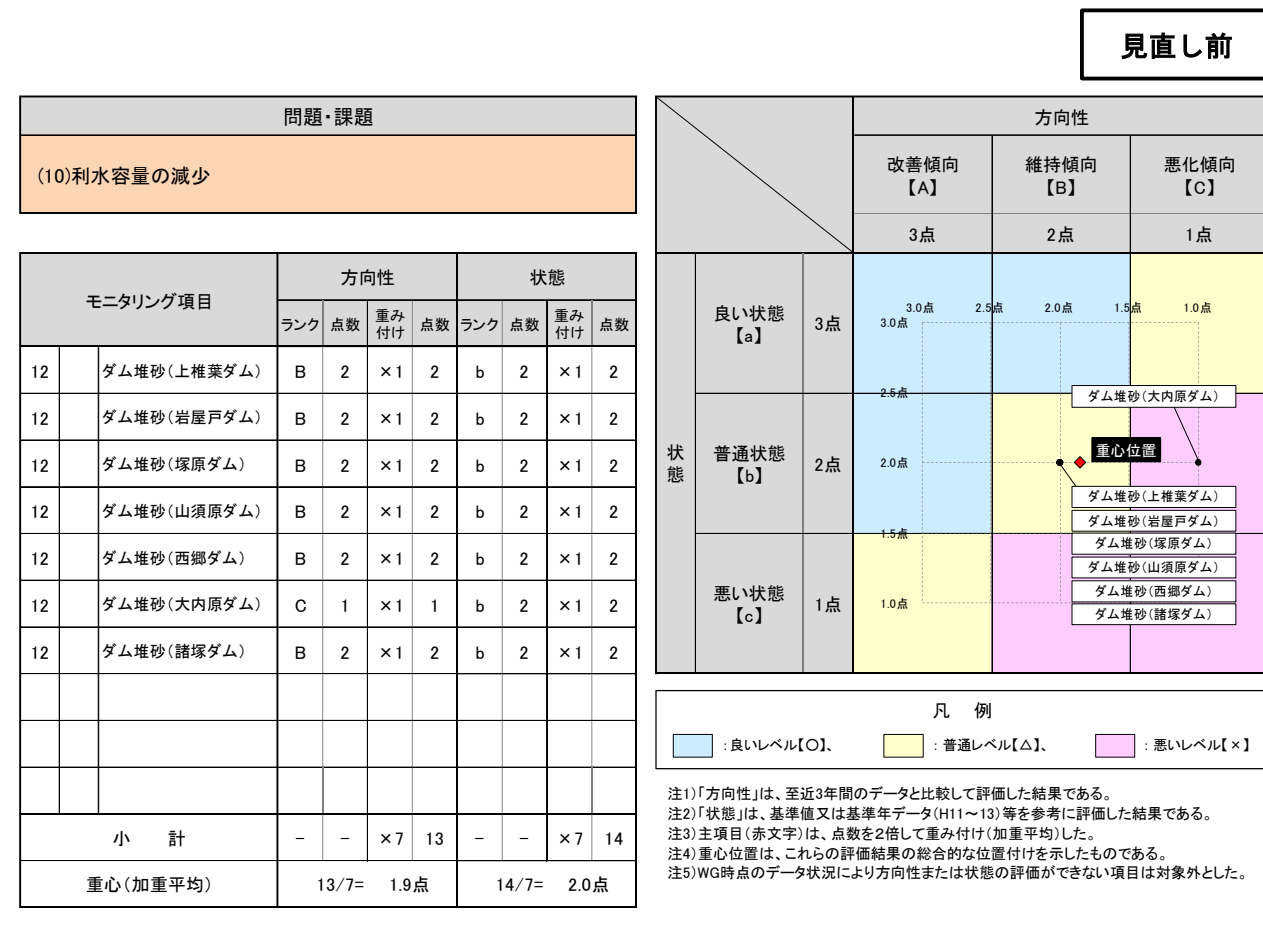 見直し前
問題・課題
(10)利水容量の減少
モニタリング項目
方向性
状態
ランク 点数 重み付け 点数 ランク 点数 重み付け 点数
12 ダム堆砂(上椎葉ダム) B 2 ×1 2 b 2 ×1 2
12 ダム堆砂(岩屋戸ダム) B 2 ×1 2 b 2 ×1 2
12 ダム堆砂(塚原ダム) B 2 ×1 2 b 2 ×1 2
12 ダム堆砂(山須原ダム) B 2 ×1 2 b 2 ×1 2
12 ダム堆砂(西郷ダム) B 2 ×1 2 b 2 ×1 2
12 ダム堆砂(大内原ダム) C 1 ×1 1 b 2 ×1 2
12 ダム堆砂(諸塚ダム) B 2 ×1 2 b 2 ×1 2
小 計 － － ×7 13 － － ×7 14
重心(加重平均) 13/7= 1.9点 14/7= 2.0点
方向性
改善傾向 維持傾向 悪化傾向
【A】 【B】 【C】
3点 2点 1点
状態
良い状態
【a】
3点
普通状態
【b】
2点
悪い状態
【c】
1点
3.0点 2.5点 2.0点 1.5点 1.0点
3.0点
2.5点
2.0点
1.5点
1.0点
ダム堆砂(大内原ダム)
重心位置
ダム堆砂(上椎葉ダム)
ダム堆砂(岩屋戸ダム)
ダム堆砂(塚原ダム)
ダム堆砂(山須原ダム)
ダム堆砂(西郷ダム)
ダム堆砂(諸塚ダム)
凡 例
：良いレベル【○】、 ：普通レベル【△】、 ：悪いレベル【×】
注1)「方向性」は、至近3年間のデータと比較して評価した結果である。
注2)「状態」は、基準値又は基準年データ(H11～13)等を参考に評価した結果である。
注3)主項目(赤文字)は、点数を2倍して重み付け(加重平均)した。
注4)重心位置は、これらの評価結果の総合的な位置付けを示したものである。
注5)WG時点のデータ状況により方向性または状態の評価ができない項目は対象外とした。